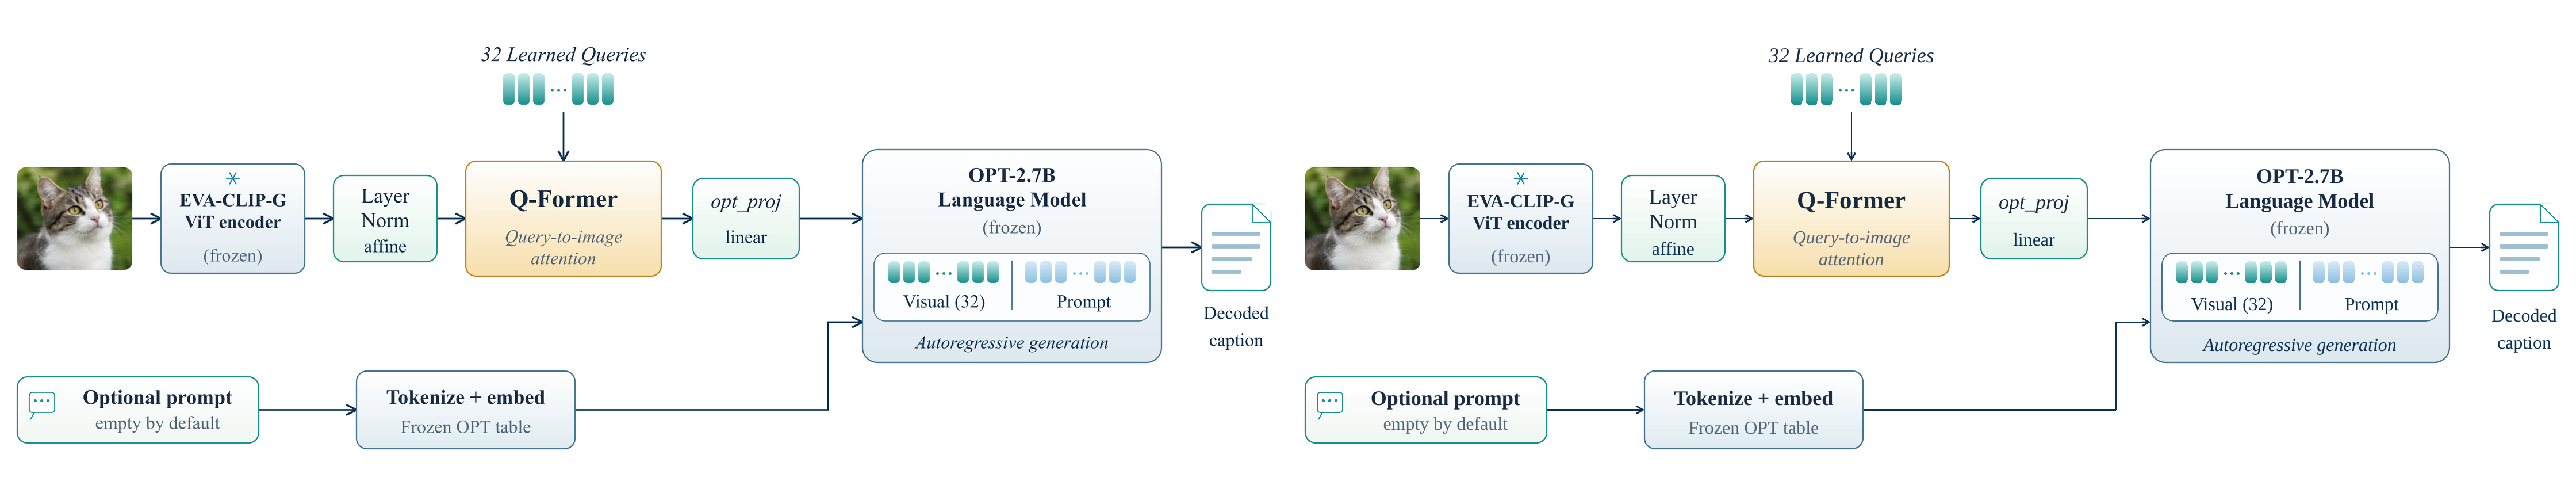 32 Learned Queries
EVA-CLIP-G
ViT encoder
(frozen)
Layer
Norm
affine
Q-Former
Query-to-image
attention
opt_proj
linear
OPT-2.7B
Language Model
(frozen)
Visual (32)
Prompt
Autoregressive generation
Decoded
caption
Optional prompt
empty by default
Tokenize + embed
Frozen OPT table
32 Learned Queries
EVA-CLIP-G
ViT encoder
(frozen)
Layer
Norm
affine
Q-Former
Query-to-image
attention
opt_proj
linear
OPT-2.7B
Language Model
(frozen)
Visual (32)
Prompt
Autoregressive generation
Decoded
caption
Optional prompt
empty by default
Tokenize + embed
Frozen OPT table